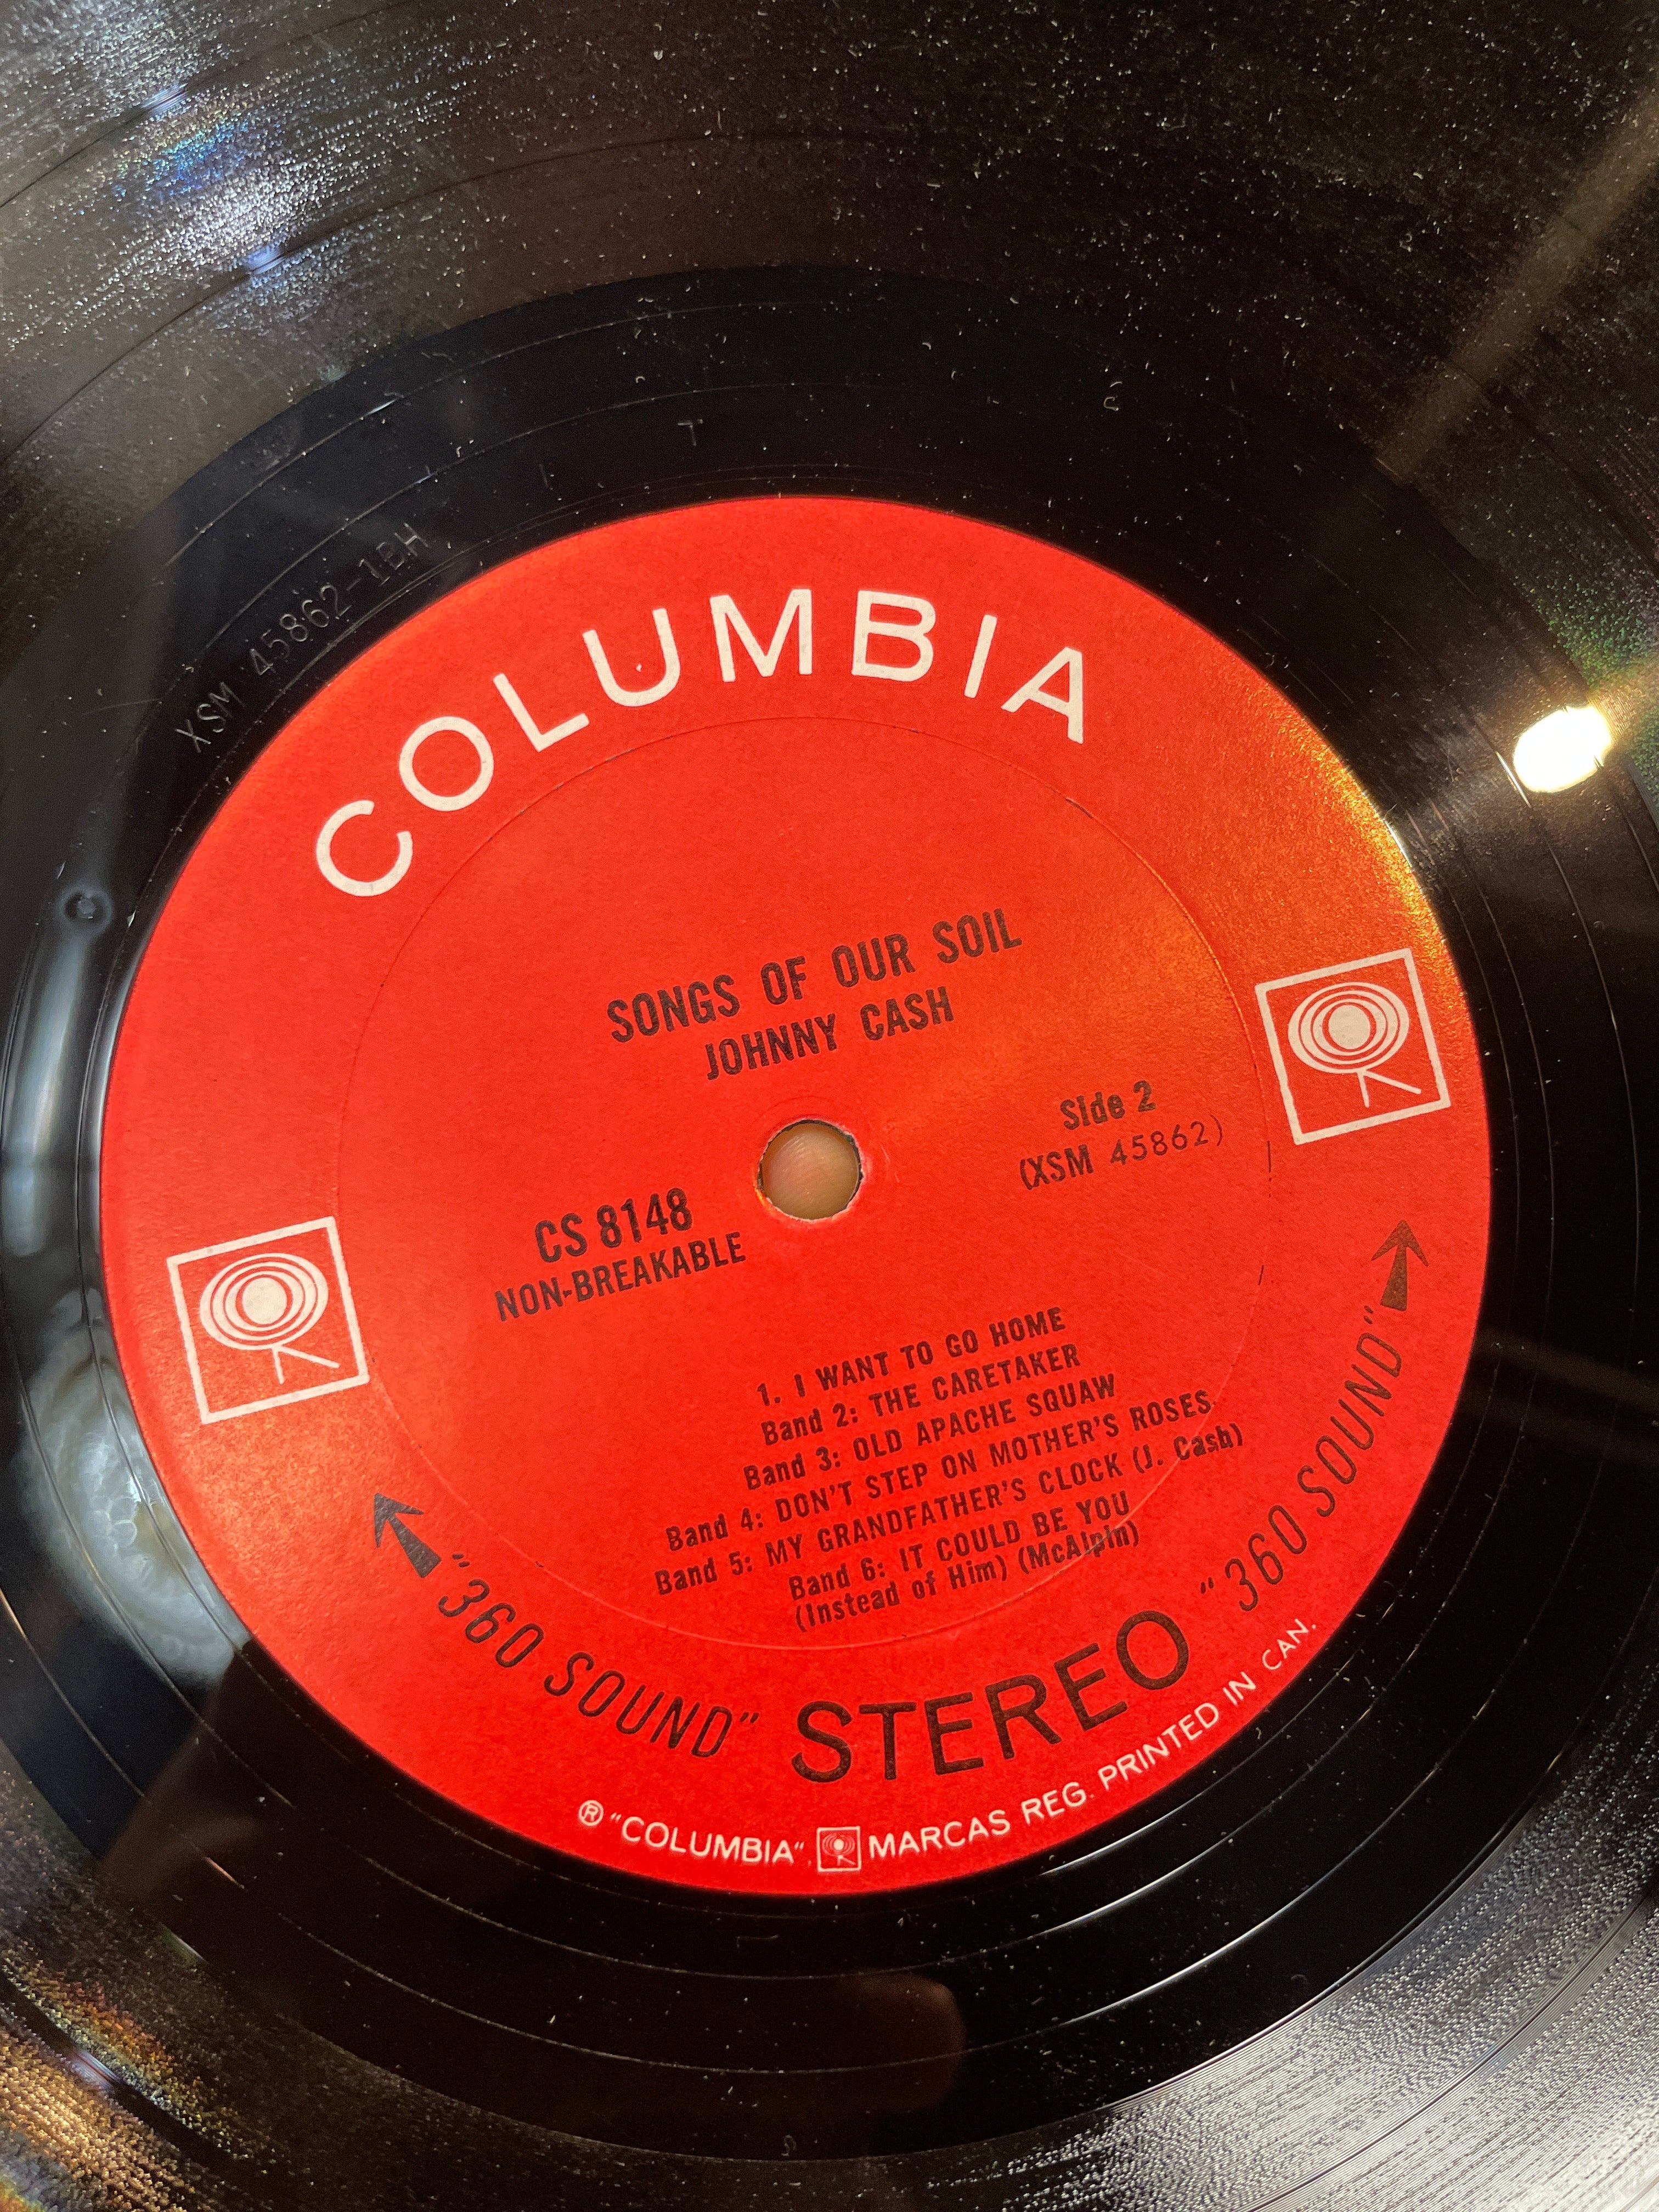 XSM 45862-1BH
T
COLUMBIA
SONGS OF OUR SOIL
JOHNNY CASH
Side 2
(XSM 45862)
CS 8148
NON-BREAKABLE
1. I WANT TO GO HOME
Band 2: THE CARETAKER
Band 3: OLD APACHE SQUAW
Band 4: DON'T STEP ON MOTHER'S ROSES
Band 5: MY GRANDFATHER'S CLOCK (J. Cash)
Band 6: IT COULD BE YOU
(Instead of Him) (McAlpin)
"360 SOUND" STEREO "360 SOUND"
® "COLUMBIA" MARCAS REG. PRINTED IN CAN.